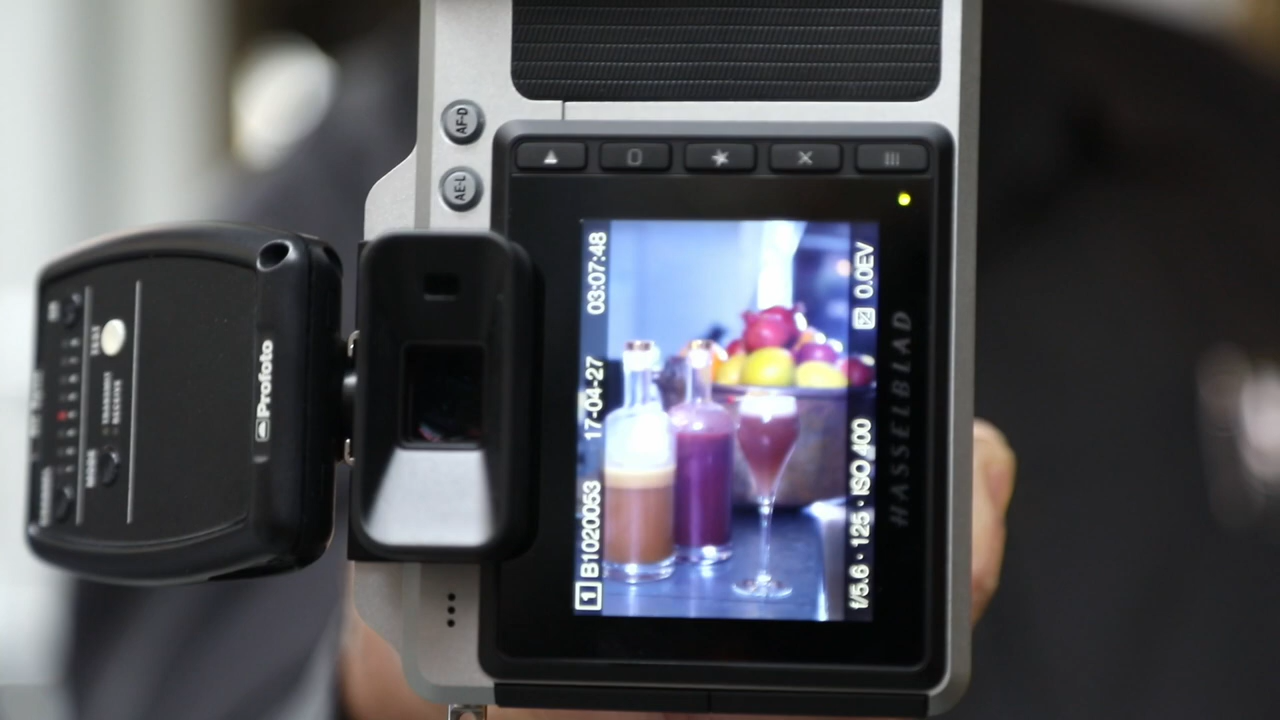 AF-D
AE-L
Profoto
03:07:48
17-04-27
1 B1020053
0.0EV
f/5.6 · 125 · ISO 400
HASSELBLAD